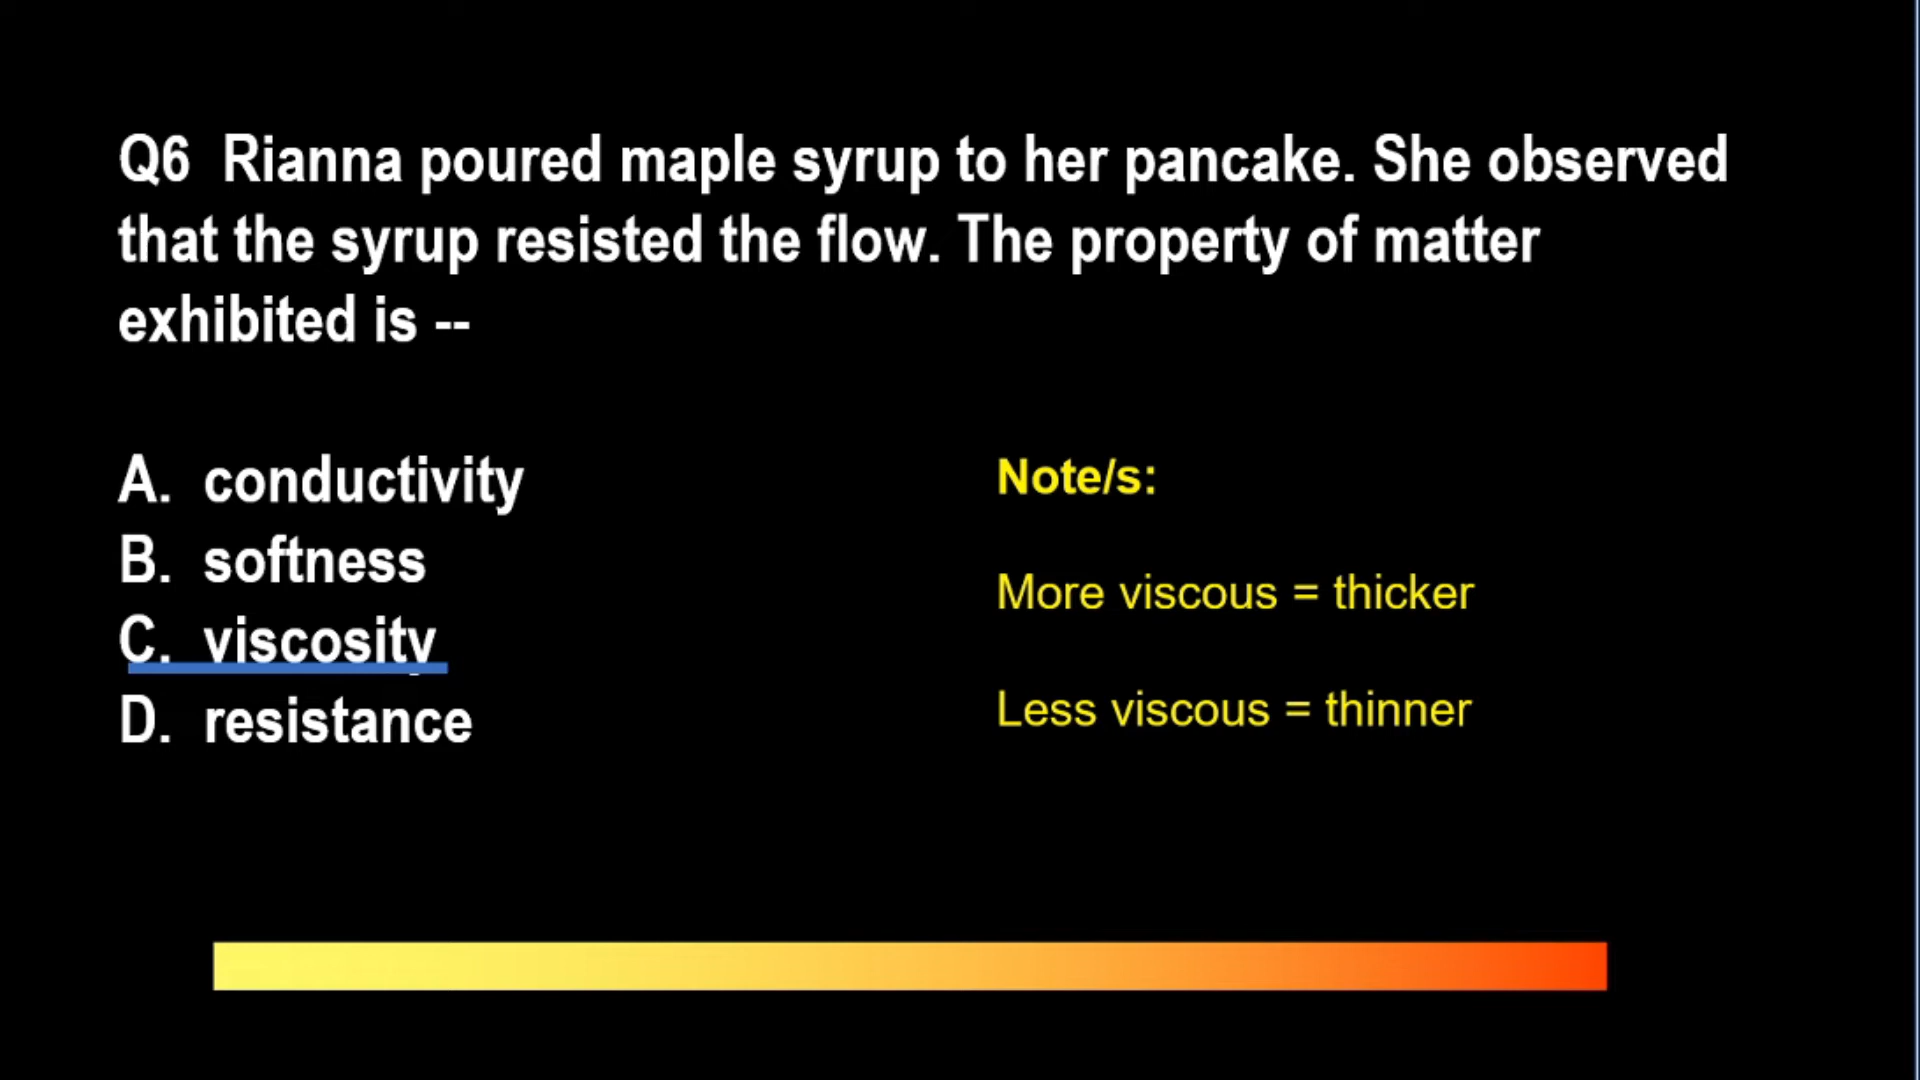 Q6 Rianna poured maple syrup to her pancake. She observed
that the syrup resisted the flow. The property of matter
exhibited is --
A. conductivity
B. softness
C. viscosity
D. resistance
Note/s:
More viscous = thicker
Less viscous = thinner